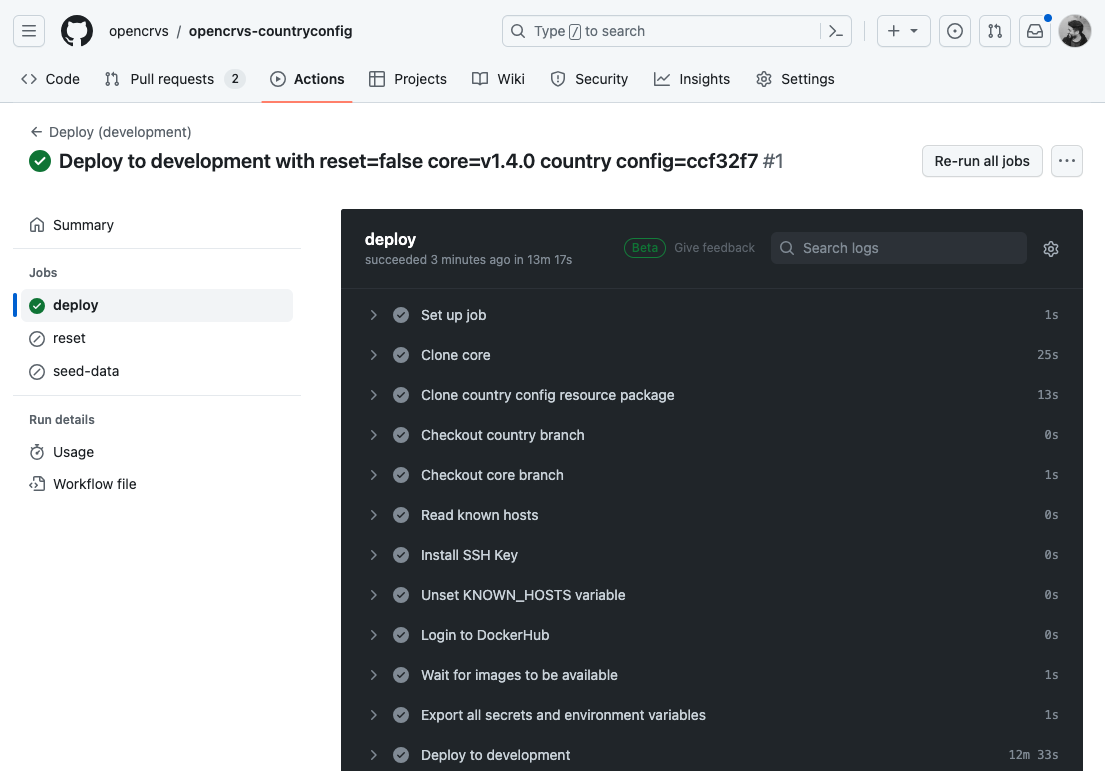 opencrvs / opencrvs-countryconfig
Type / to search
Code
Pull requests 2
Actions
Projects
Wiki
Security
Insights
Settings
Deploy (development)
Deploy to development with reset=false core=v1.4.0 country config=ccf32f7 #1
Re-run all jobs
Summary
Jobs
deploy
reset
seed-data
Run details
Usage
Workflow file
deploy
succeeded 3 minutes ago in 13m 17s
Beta
Give feedback
Search logs
Set up job 1s
Clone core 25s
Clone country config resource package 13s
Checkout country branch 0s
Checkout core branch 1s
Read known hosts 0s
Install SSH Key 0s
Unset KNOWN_HOSTS variable 0s
Login to DockerHub 0s
Wait for images to be available 1s
Export all secrets and environment variables 1s
Deploy to development 12m 33s